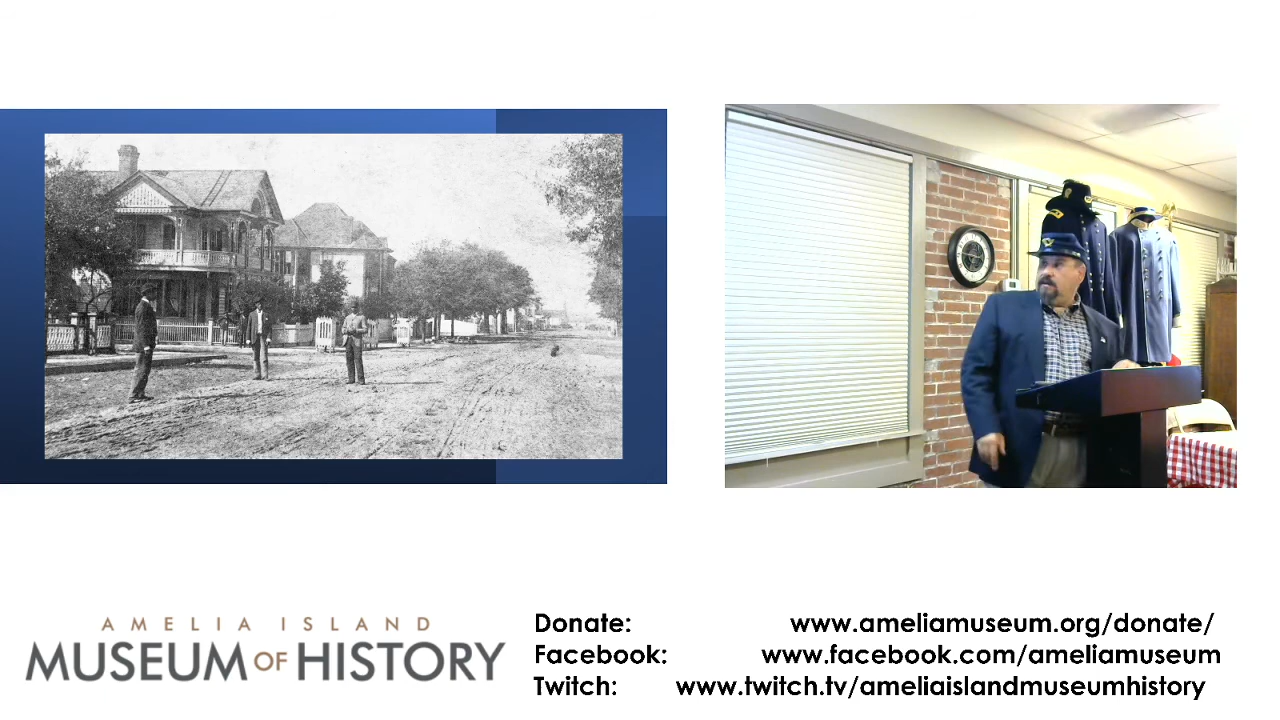 AMELIA ISLAND
MUSEUM OF HISTORY
Donate: www.ameliamuseum.org/donate/
Facebook: www.facebook.com/ameliamuseum
Twitch: www.twitch.tv/ameliaislandmuseumhistory